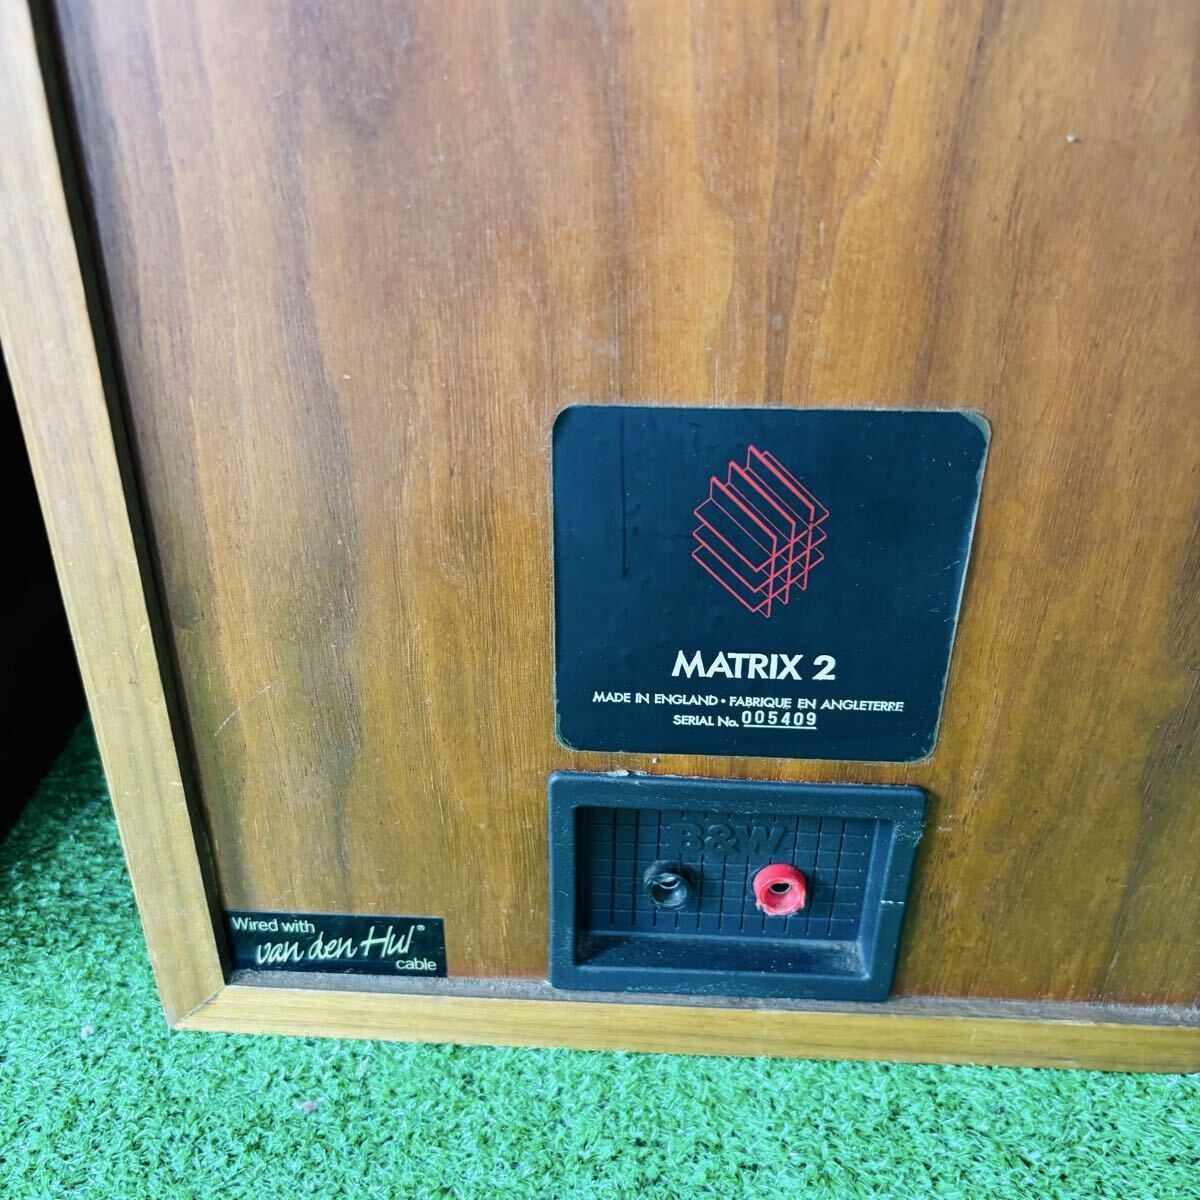 MATRIX 2
MADE IN ENGLAND • FABRIQUE EN ANGLETERRE
SERIAL No. 005409
B&W
Wired with
van den Hul®
cable